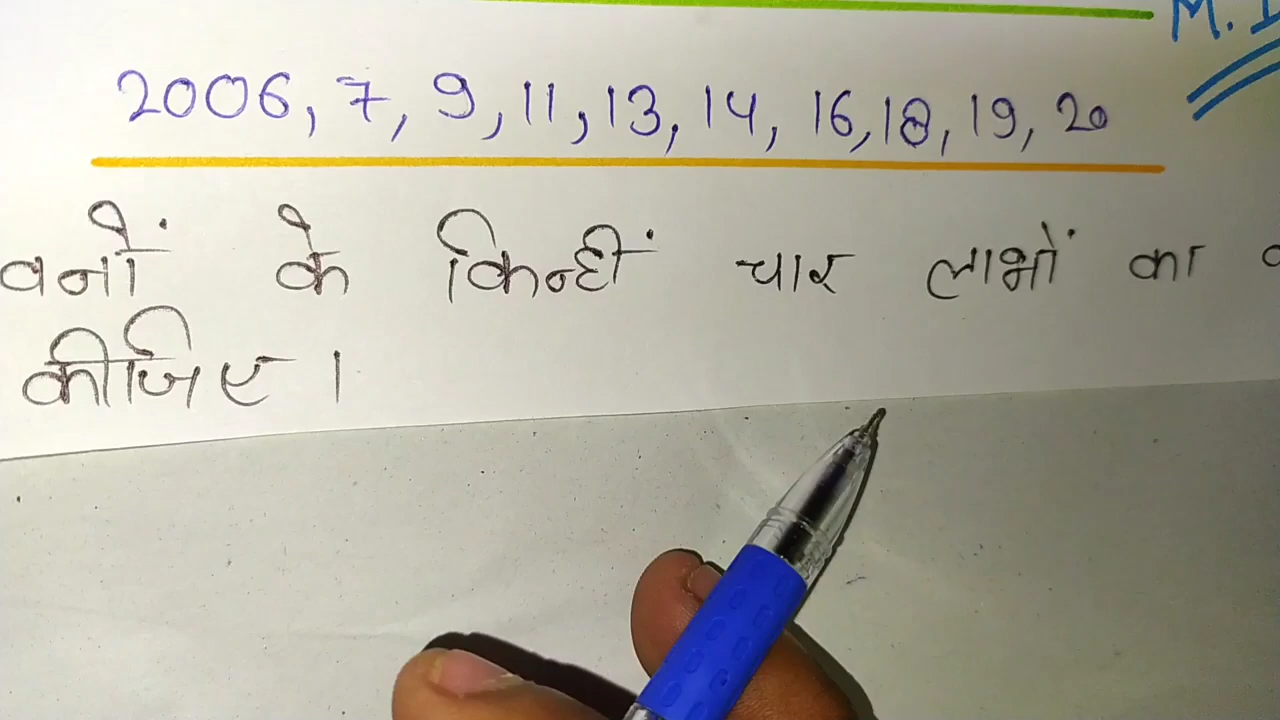 M.
2006, 7, 9, 11, 13, 14, 16, 18, 19, 20
वनों के किन्हीं चार लाभों का
कीजिए।